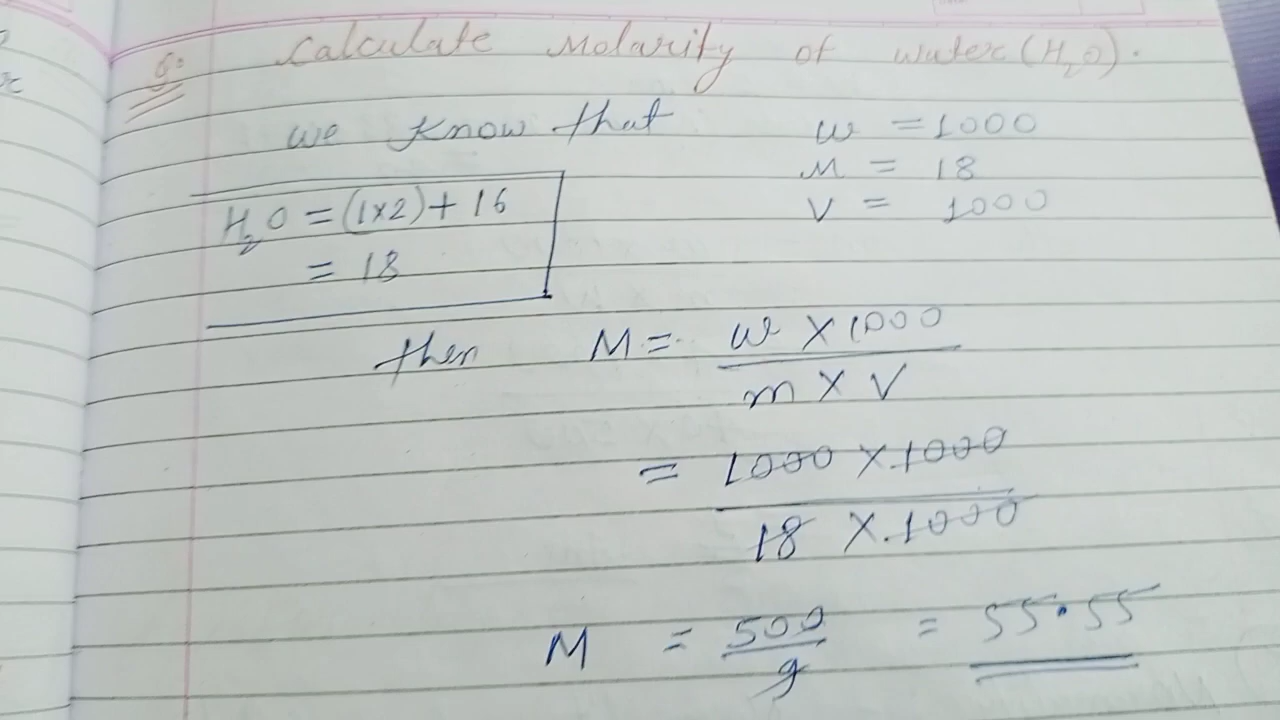 Q. Calculate Molarity of water (H₂O).
we know that
w = 1000
M = 18
V = 1000
H₂O = (1×2) + 16
= 18
then M = w × 1000 / m × V
= 1000 × 1000 / 18 × 1000
M = 500 / 9 = 55.55